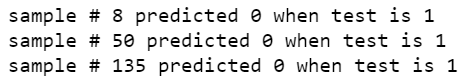 sample # 8 predicted 0 when test is 1
sample # 50 predicted 0 when test is 1
sample # 135 predicted 0 when test is 1